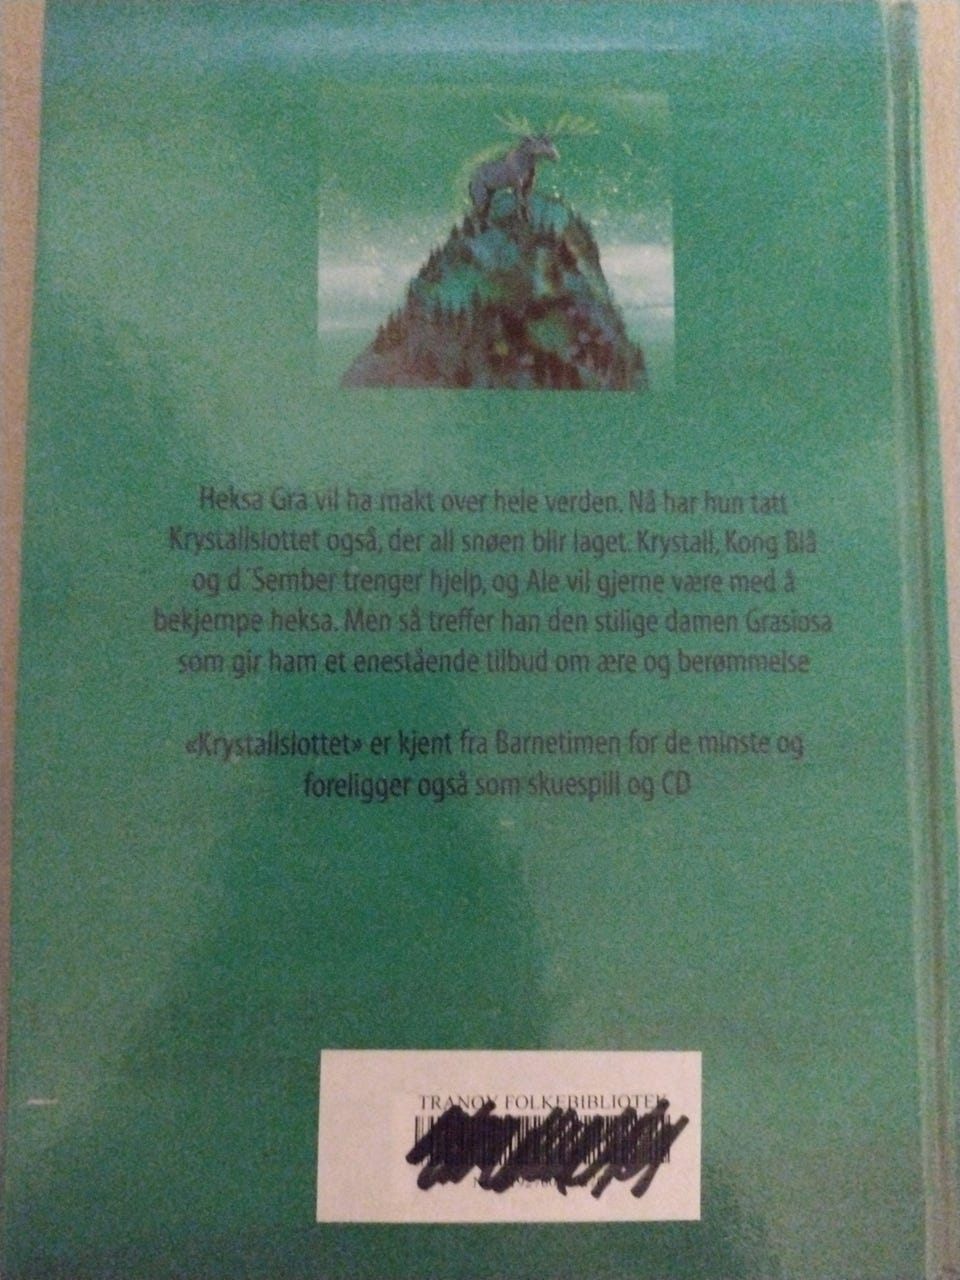 Heksa Gra vil ha makt over hele verden. Nå har hun tatt
Krystallslottet også, der all snøen blir laget. Krystall, Kong Blå
og d´Sember trenger hjelp, og Ale vil gjerne være med å
bekjempe heksa. Men så treffer han den stilige damen Grasiosa
som gir ham et enestående tilbud om ære og berømmelse
«Krystallslottet» er kjent fra Barnetimen for de minste og
foreligger også som skuespill og CD
TRANØY FOLKEBIBLIOTEK